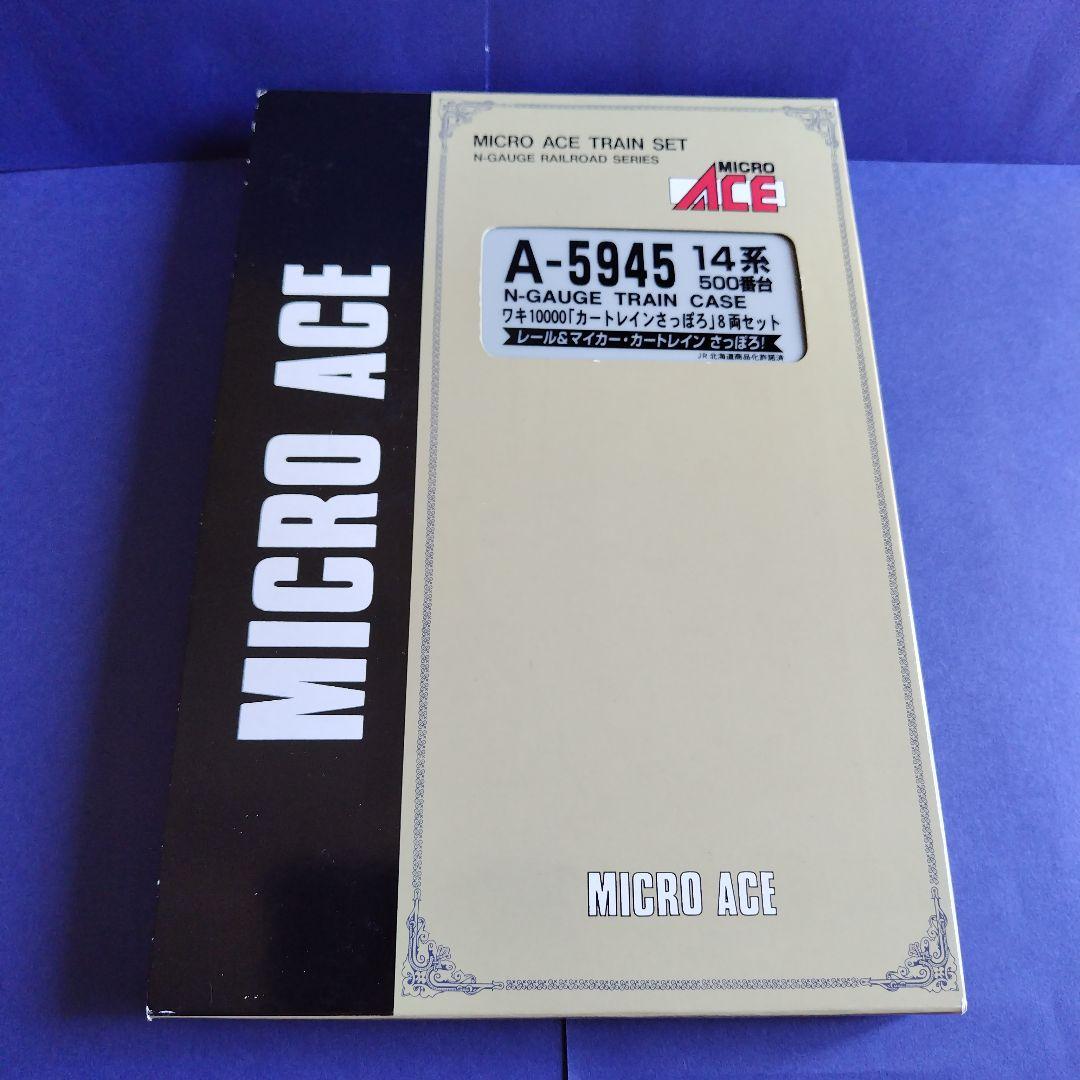 MICRO ACE TRAIN SET
N-GAUGE RAILROAD SERIES
MICRO
ACE
A-5945 14系
500番台
N-GAUGE TRAIN CASE
ワキ10000「カートレインさっぽろ」8両セット
レール&マイカー・カートレイン さっぽろ!
JR北海道商品化許諾済
MICRO ACE
MICRO ACE